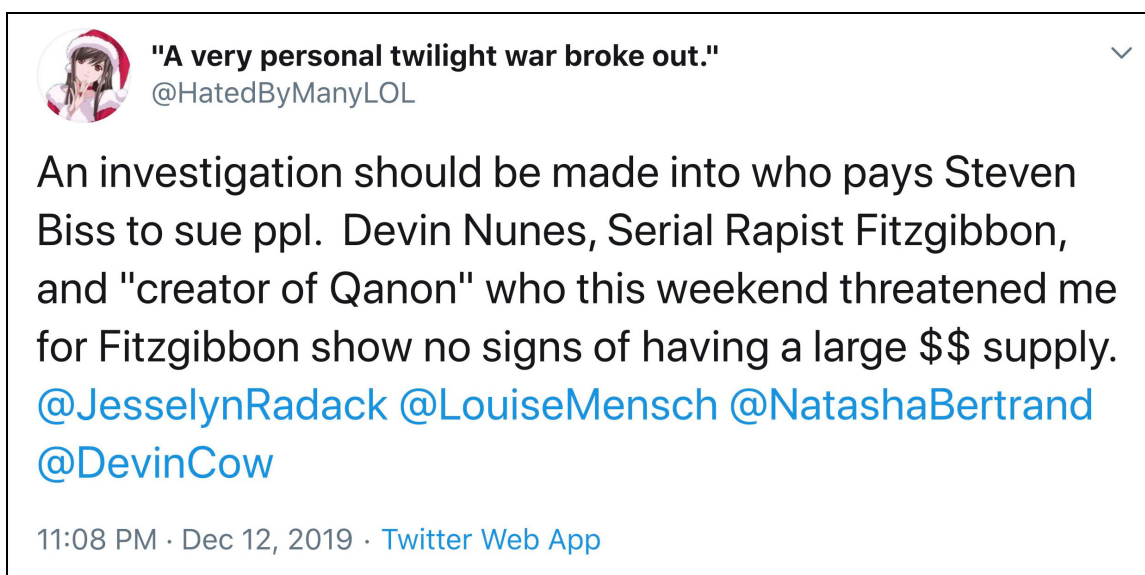 "A very personal twilight war broke out."
@HatedByManyLOL
An investigation should be made into who pays Steven
Biss to sue ppl.  Devin Nunes, Serial Rapist Fitzgibbon,
and "creator of Qanon" who this weekend threatened me
for Fitzgibbon show no signs of having a large $$ supply.
@JesselynRadack @LouiseMensch @NatashaBertrand
@DevinCow
11:08 PM · Dec 12, 2019 · Twitter Web App